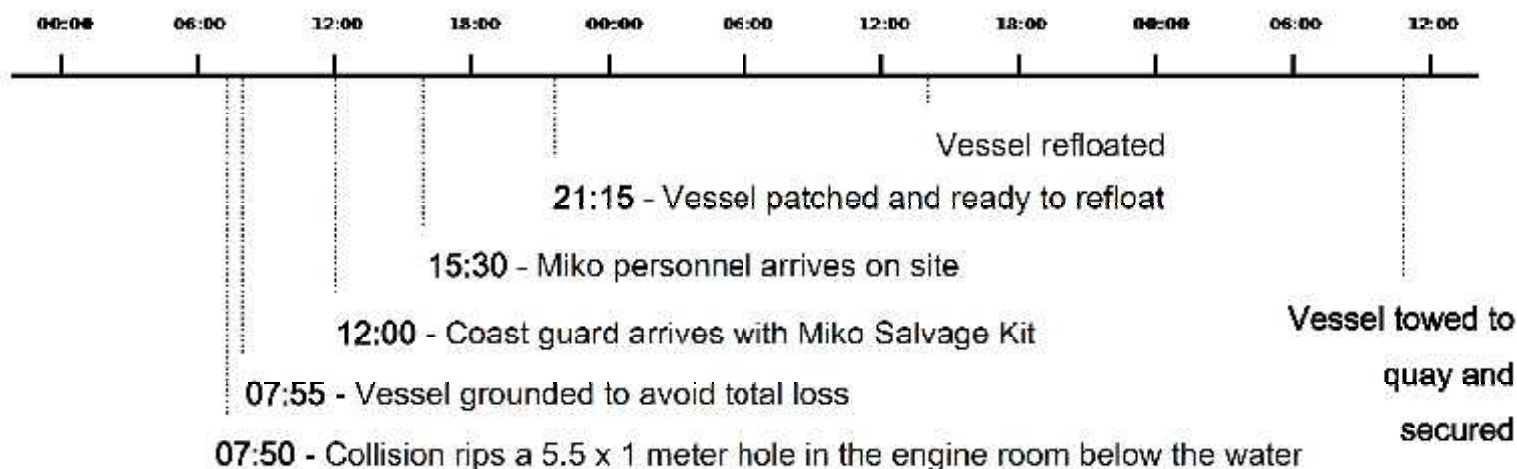 00:00 06:00 12:00 18:00 00:00 06:00 12:00 18:00 00:00 06:00 12:00
Vessel refloated
21:15 - Vessel patched and ready to refloat
15:30 - Miko personnel arrives on site
12:00 - Coast guard arrives with Miko Salvage Kit
07:55 - Vessel grounded to avoid total loss
07:50 - Collision rips a 5.5 x 1 meter hole in the engine room below the water
Vessel towed to
quay and
secured